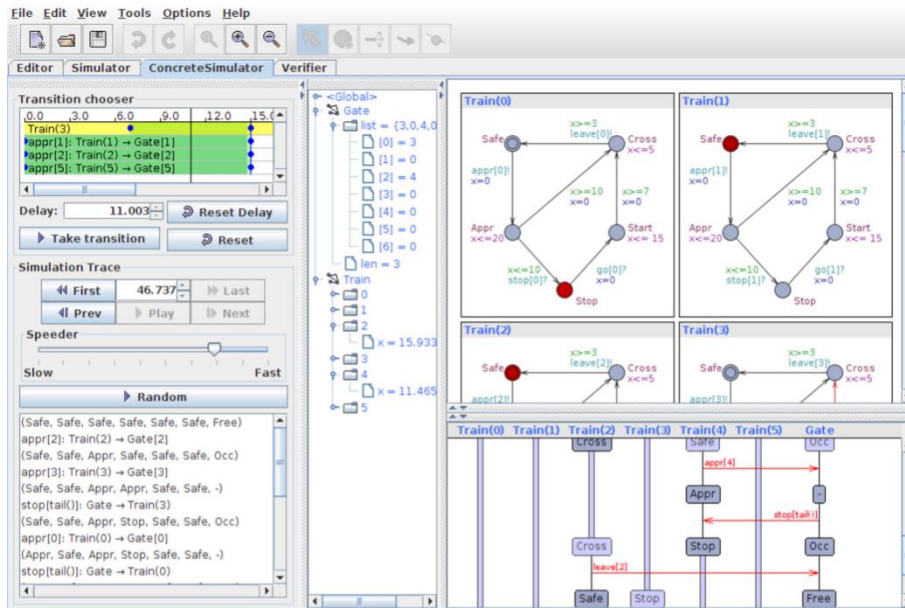 File Edit View Tools Options Help
Editor Simulator ConcreteSimulator Verifier
Transition chooser
,0.0 ,3.0 ,6.0 ,9.0 ,12.0 ,15.0
Train(3)
appr[1]: Train(1) → Gate[1]
appr[2]: Train(2) → Gate[2]
appr[5]: Train(5) → Gate[5]
Delay: 11.003 Reset Delay
Take transition Reset
Simulation Trace
First 46.737 Last
Prev Play Next
Speeder
Slow Fast
Random
(Safe, Safe, Safe, Safe, Safe, Safe, Free)
appr[2]: Train(2) → Gate[2]
(Safe, Safe, Appr, Safe, Safe, Safe, Occ)
appr[3]: Train(3) → Gate[3]
(Safe, Safe, Appr, Appr, Safe, Safe, -)
stop[tail()]: Gate → Train(3)
(Safe, Safe, Appr, Stop, Safe, Safe, Occ)
appr[0]: Train(0) → Gate[0]
(Appr, Safe, Appr, Stop, Safe, Safe, -)
stop[tail()]: Gate → Train(0)
<Global>
Gate
list = {3,0,4,0
[0] = 3
[1] = 0
[2] = 4
[3] = 0
[4] = 0
[5] = 0
[6] = 0
len = 3
Train
0
1
2
x = 15.933
3
4
x = 11.465
5
Train(0)
x>=3
Safe leave[0]! Cross
x<=5
appr[0]!
x=0
x>=10 x>=7
x=0 x=0
Appr Start
x<=20 x<= 15
x<=10 go[0]?
stop[0]? x=0
Stop
Train(1)
x>=3
Safe leave[1]! Cross
x<=5
appr[1]!
x=0
x>=10 x>=7
x=0 x=0
Appr Start
x<=20 x<= 15
x<=10 go[1]?
stop[1]? x=0
Stop
Train(2)
x>=3
Safe leave[2]! Cross
x<=5
appr[2]!
Train(3)
x>=3
Safe leave[3]! Cross
x<=5
appr[3]!
Train(0) Train(1) Train(2) Train(3) Train(4) Train(5) Gate
Cross Safe Occ
appr[4]
Appr -
stop[tail()]
Cross Stop Occ
leave[2]
Safe Stop Free